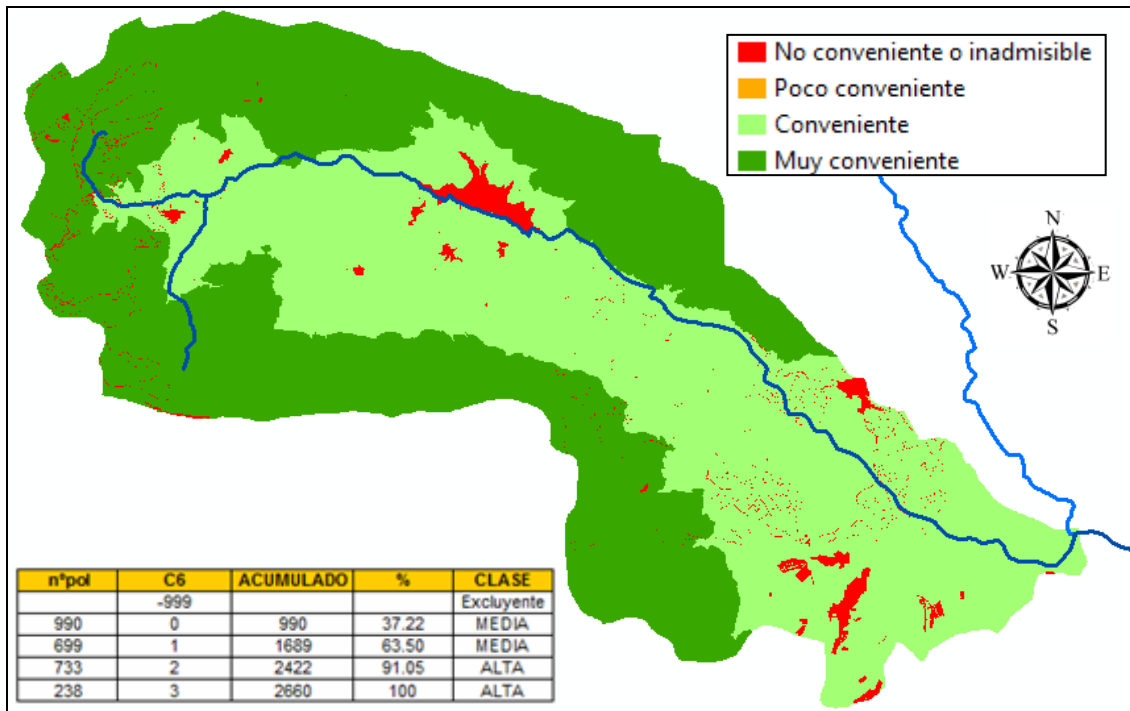 No conveniente o inadmisible
Poco conveniente
Conveniente
Muy conveniente
N
W E
S
nºpol C6 ACUMULADO % CLASE
-999 Excluyente
990 0 990 37.22 MEDIA
699 1 1689 63.50 MEDIA
733 2 2422 91.05 ALTA
238 3 2660 100 ALTA